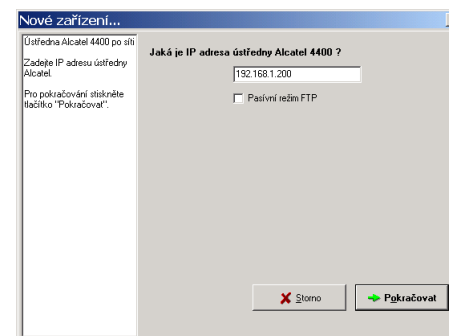 Nové zařízení...
Ústředna Alcatel 4400 po síti
Zadejte IP adresu ústředny
Alcatel.
Pro pokračování stiskněte
tlačítko "Pokračovat".
Jaká je IP adresa ústředny Alcatel 4400 ?
192.168.1.200
Pasívní režim FTP
Storno
Pokračovat